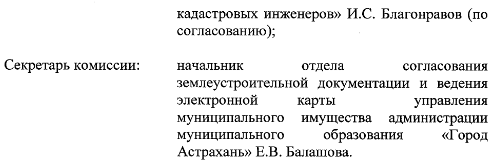 кадастровых инженеров» И.С. Благонравов (по
согласованию);
Секретарь комиссии: начальник отдела согласования
землеустроительной документации и ведения
электронной карты управления
муниципального имущества администрации
муниципального образования «Город
Астрахань» Е.В. Балашова.